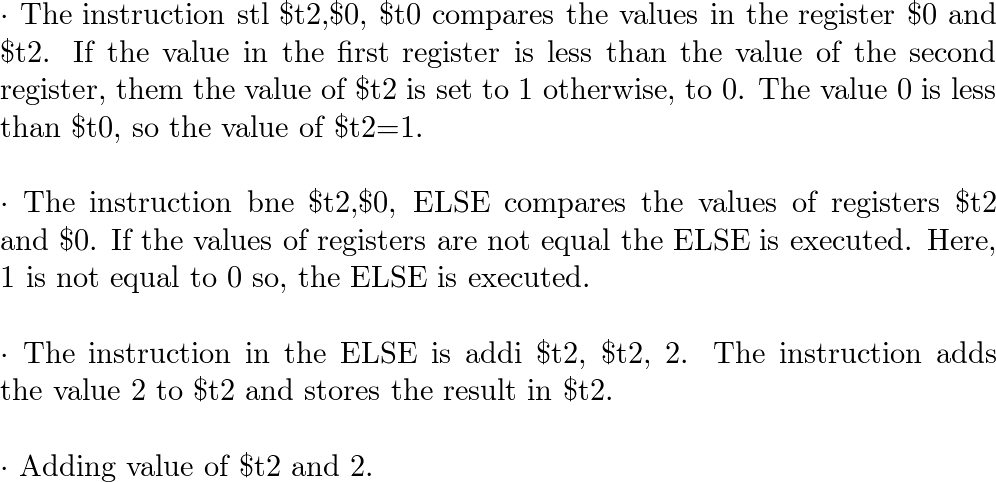 · The instruction stl $t2,$0, $t0 compares the values in the register $0 and
$t2. If the value in the first register is less than the value of the second
register, them the value of $t2 is set to 1 otherwise, to 0. The value 0 is less
than $t0, so the value of $t2=1.
· The instruction bne $t2,$0, ELSE compares the values of registers $t2
and $0. If the values of registers are not equal the ELSE is executed. Here,
1 is not equal to 0 so, the ELSE is executed.
· The instruction in the ELSE is addi $t2, $t2, 2. The instruction adds
the value 2 to $t2 and stores the result in $t2.
· Adding value of $t2 and 2.